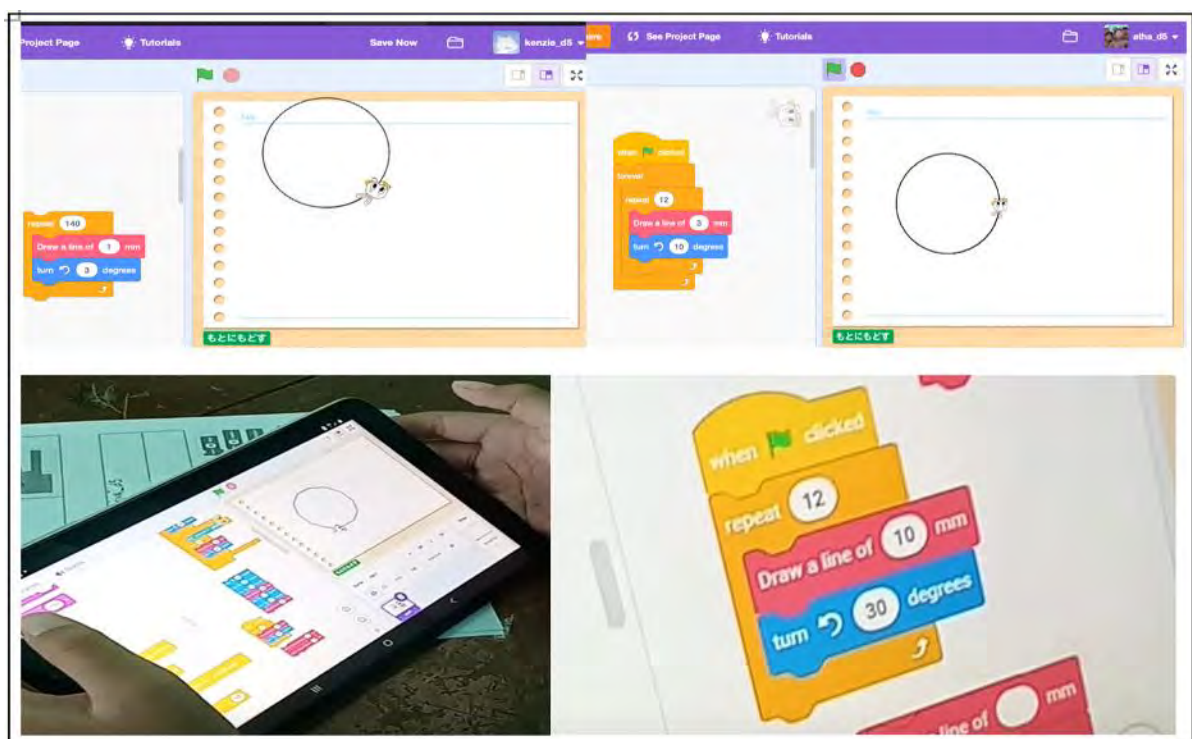 Project Page Tutorials Save Now kenzie_d5
repeat 140
Draw a line of 1 mm
turn 3 degrees
もとにもどす
See Project Page Tutorials atha_d5
when clicked
forever
repeat 12
Draw a line of 3 mm
turn 10 degrees
もとにもどす
when clicked
repeat 12
Draw a line of 10 mm
turn 30 degrees
line of mm